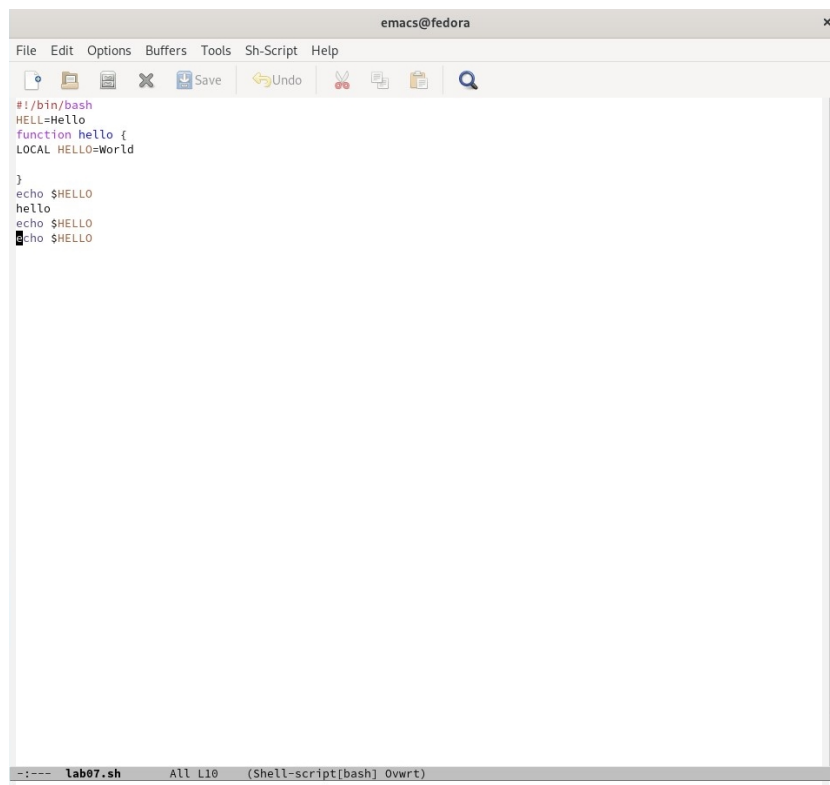 emacs@fedora ×
File Edit Options Buffers Tools Sh-Script Help
Save Undo
#!/bin/bash
HELL=Hello
function hello {
LOCAL HELLO=World
}
echo $HELLO
hello
echo $HELLO
echo $HELLO
-:--- lab07.sh All L10 (Shell-script[bash] Ovwrt)